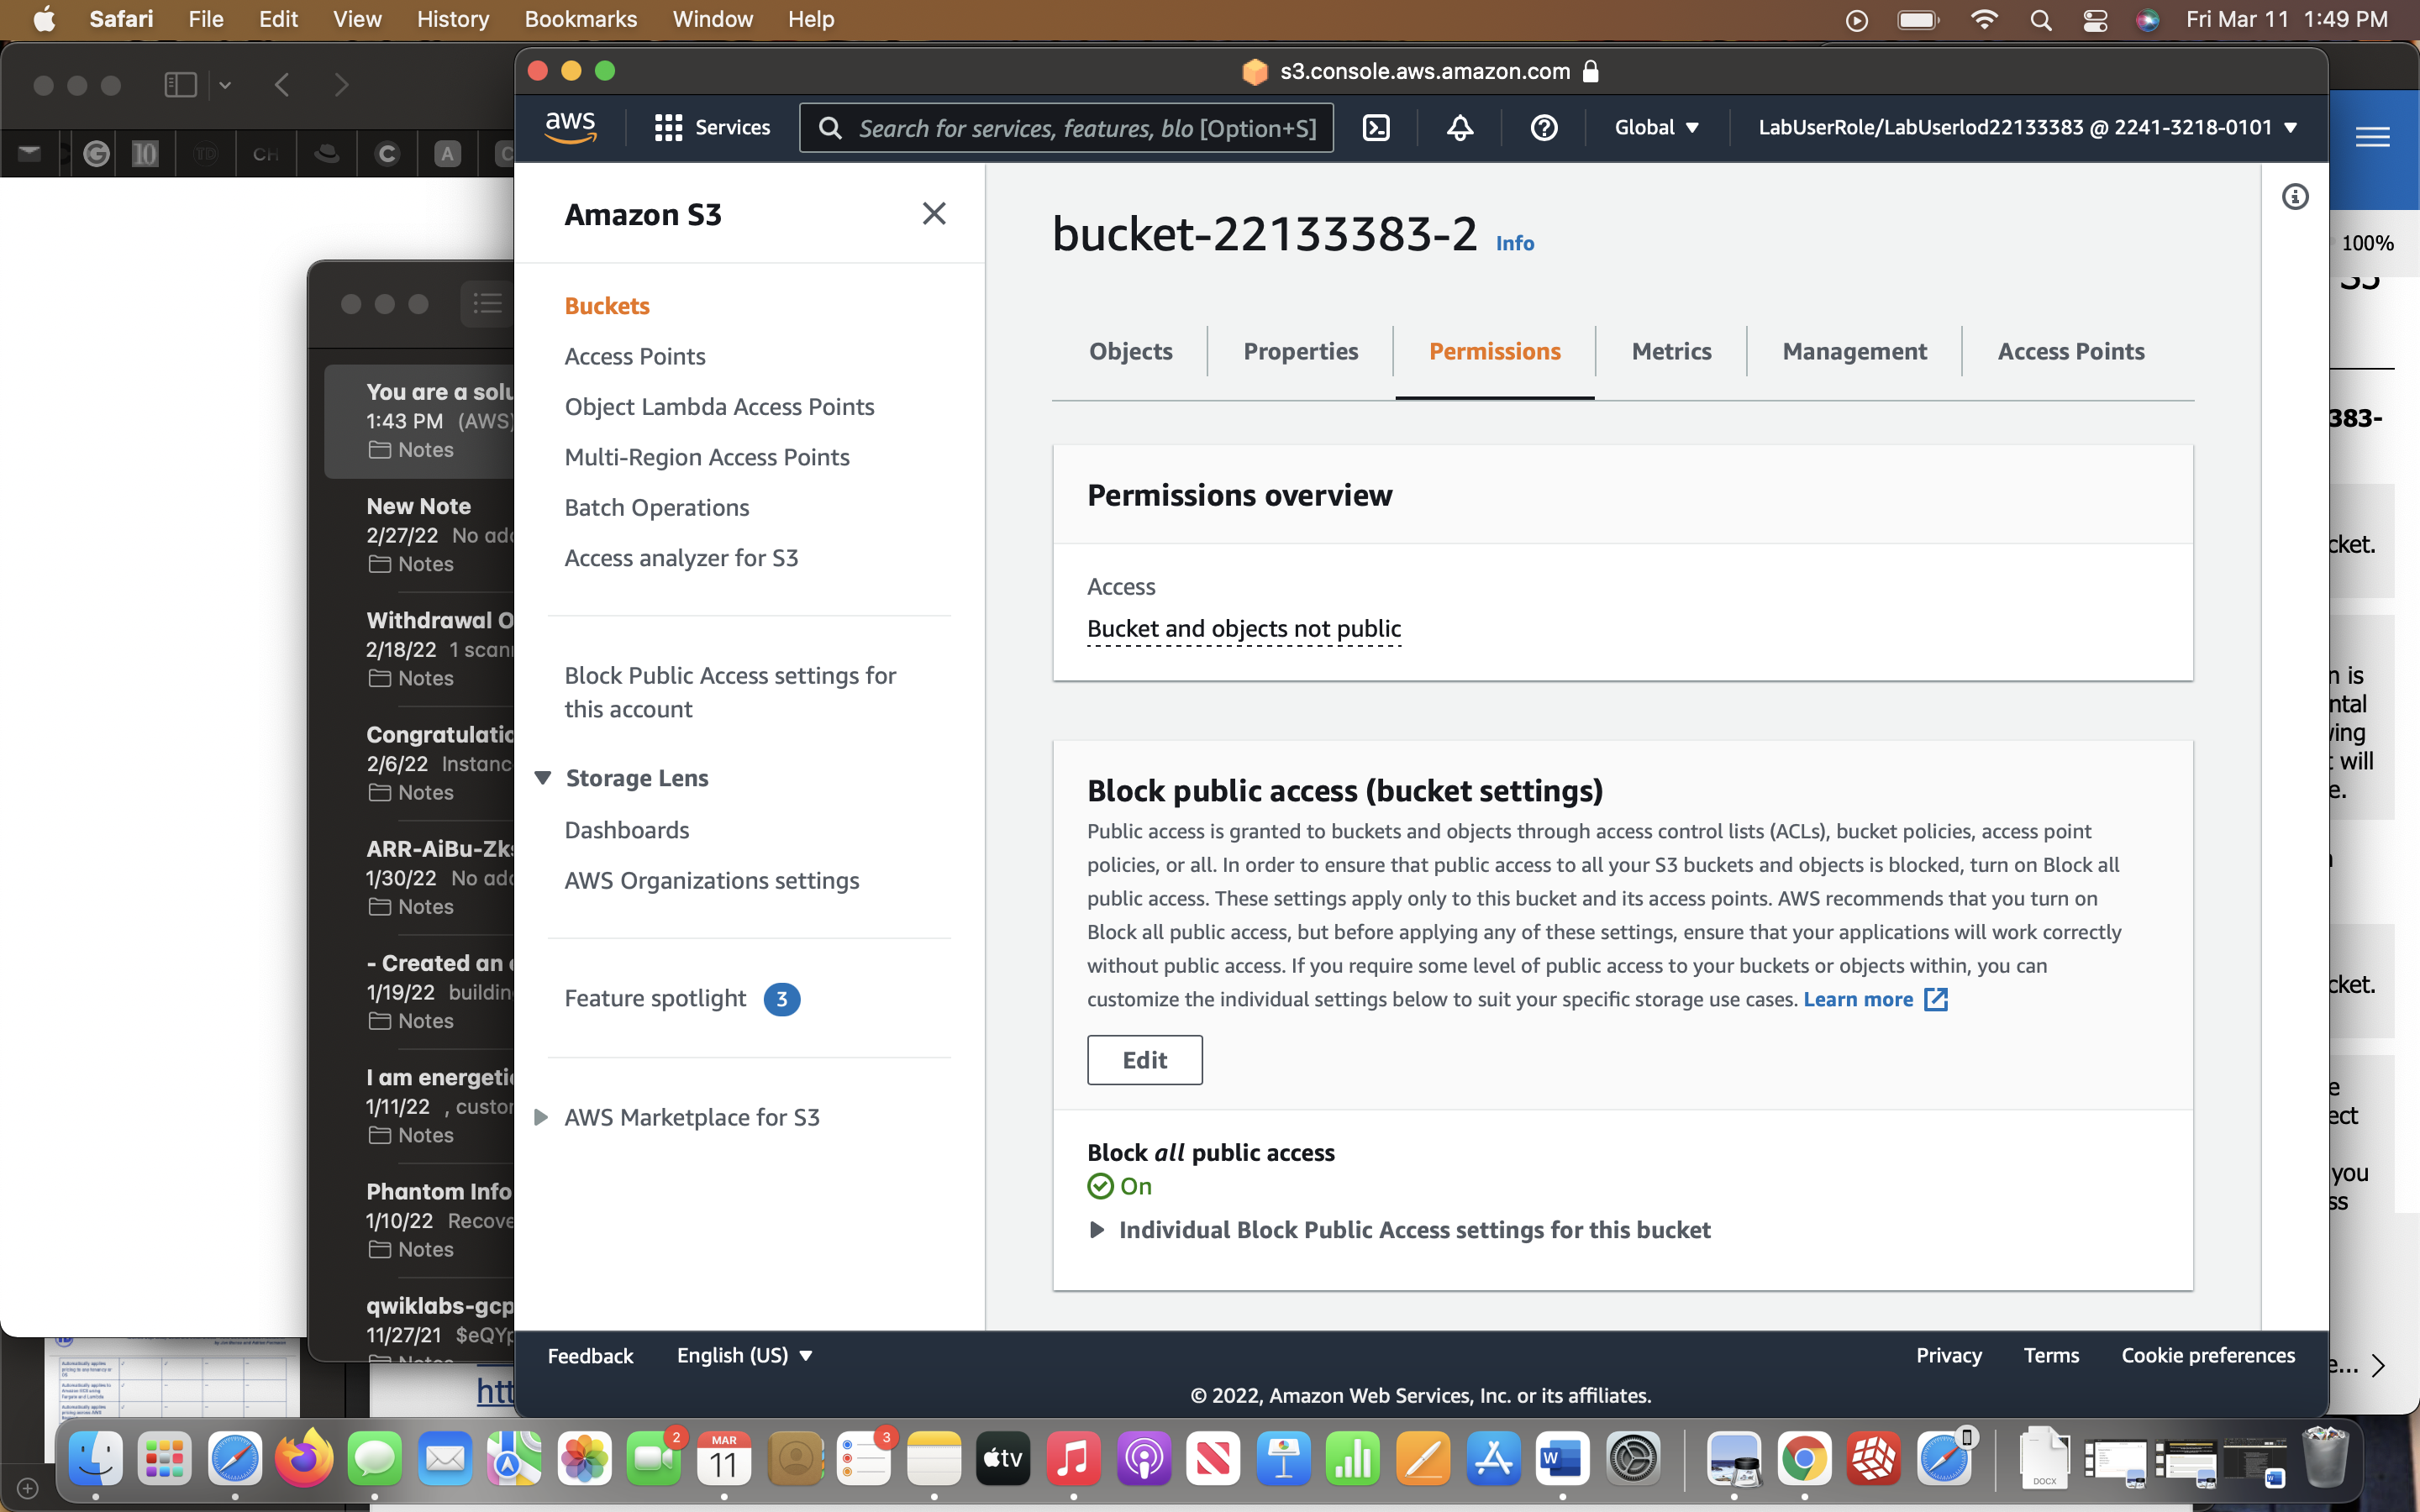 Safari File Edit View History Bookmarks Window Help Fri Mar 11 1:49 PM
s3.console.aws.amazon.com
aws Services Search for services, features, blo [Option+S] Global LabUserRole/LabUserlod22133383 @ 2241-3218-0101
10 TD CH C A C
100%
You are a solu
1:43 PM (AWS)
Notes
New Note
2/27/22 No add
Notes
Withdrawal O
2/18/22 1 scann
Notes
Congratulatio
2/6/22 Instanc
Notes
ARR-AiBu-Zks
1/30/22 No add
Notes
- Created an
1/19/22 building
Notes
I am energetic
1/11/22 , custom
Notes
Phantom Info
1/10/22 Recove
Notes
qwiklabs-gcp
11/27/21 $eQYp
Notes
htt
Amazon S3
Buckets
Access Points
Object Lambda Access Points
Multi-Region Access Points
Batch Operations
Access analyzer for S3
Block Public Access settings for
this account
Storage Lens
Dashboards
AWS Organizations settings
Feature spotlight 3
AWS Marketplace for S3
bucket-22133383-2 Info
Objects Properties Permissions Metrics Management Access Points
Permissions overview
Access
Bucket and objects not public
Block public access (bucket settings)
Public access is granted to buckets and objects through access control lists (ACLs), bucket policies, access point
policies, or all. In order to ensure that public access to all your S3 buckets and objects is blocked, turn on Block all
public access. These settings apply only to this bucket and its access points. AWS recommends that you turn on
Block all public access, but before applying any of these settings, ensure that your applications will work correctly
without public access. If you require some level of public access to your buckets or objects within, you can
customize the individual settings below to suit your specific storage use cases. Learn more
Edit
Block all public access
On
Individual Block Public Access settings for this bucket
Feedback English (US) Privacy Terms Cookie preferences
© 2022, Amazon Web Services, Inc. or its affiliates.
383-
cket.
n is
ntal
ving
t will
e.
cket.
e
ect
you
ss
e...
2
MAR
11
3
tv
W
DOCX